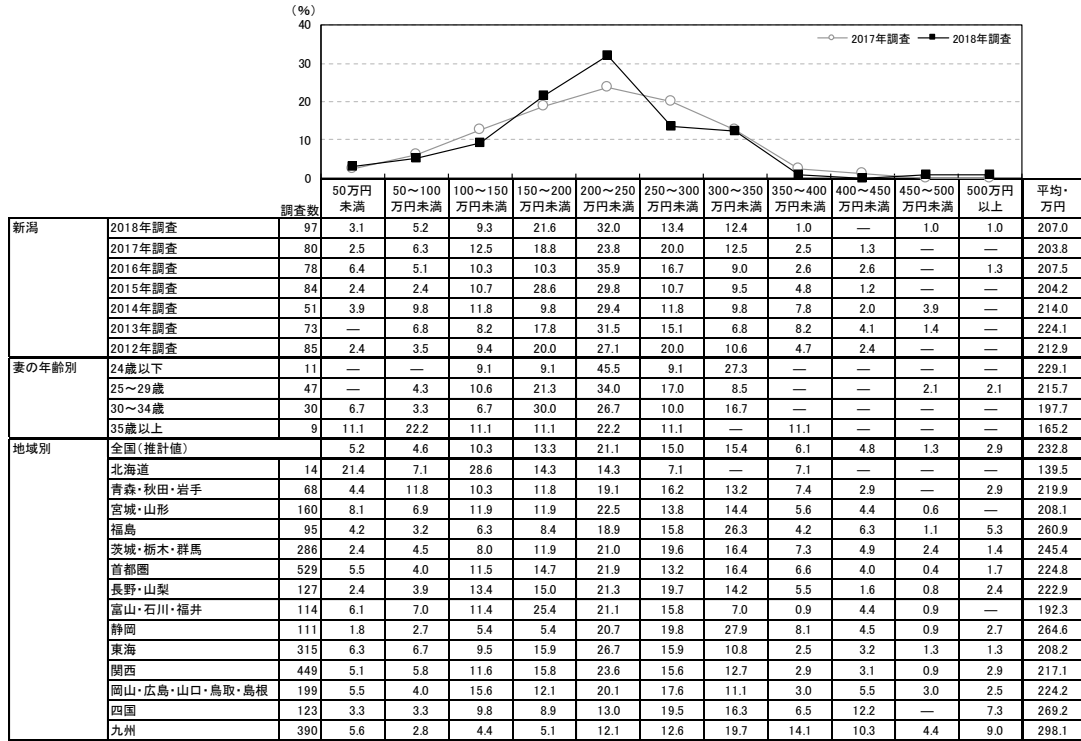 (%)
40
30
20
10
0
2017年調査 2018年調査
調査数 50万円未満 50～100万円未満 100～150万円未満 150～200万円未満 200～250万円未満 250～300万円未満 300～350万円未満 350～400万円未満 400～450万円未満 450～500万円未満 500万円以上 平均・万円
新潟 2018年調査 97 3.1 5.2 9.3 21.6 32.0 13.4 12.4 1.0 — 1.0 1.0 207.0
2017年調査 80 2.5 6.3 12.5 18.8 23.8 20.0 12.5 2.5 1.3 — — 203.8
2016年調査 78 6.4 5.1 10.3 10.3 35.9 16.7 9.0 2.6 2.6 — 1.3 207.5
2015年調査 84 2.4 2.4 10.7 28.6 29.8 10.7 9.5 4.8 1.2 — — 204.2
2014年調査 51 3.9 9.8 11.8 9.8 29.4 11.8 9.8 7.8 2.0 3.9 — 214.0
2013年調査 73 — 6.8 8.2 17.8 31.5 15.1 6.8 8.2 4.1 1.4 — 224.1
2012年調査 85 2.4 3.5 9.4 20.0 27.1 20.0 10.6 4.7 2.4 — — 212.9
妻の年齢別 24歳以下 11 — — 9.1 9.1 45.5 9.1 27.3 — — — — 229.1
25～29歳 47 — 4.3 10.6 21.3 34.0 17.0 8.5 — — 2.1 2.1 215.7
30～34歳 30 6.7 3.3 6.7 30.0 26.7 10.0 16.7 — — — — 197.7
35歳以上 9 11.1 22.2 11.1 11.1 22.2 11.1 — 11.1 — — — 165.2
地域別 全国(推計値) 5.2 4.6 10.3 13.3 21.1 15.0 15.4 6.1 4.8 1.3 2.9 232.8
北海道 14 21.4 7.1 28.6 14.3 14.3 7.1 — 7.1 — — — 139.5
青森・秋田・岩手 68 4.4 11.8 10.3 11.8 19.1 16.2 13.2 7.4 2.9 — 2.9 219.9
宮城・山形 160 8.1 6.9 11.9 11.9 22.5 13.8 14.4 5.6 4.4 0.6 — 208.1
福島 95 4.2 3.2 6.3 8.4 18.9 15.8 26.3 4.2 6.3 1.1 5.3 260.9
茨城・栃木・群馬 286 2.4 4.5 8.0 11.9 21.0 19.6 16.4 7.3 4.9 2.4 1.4 245.4
首都圏 529 5.5 4.0 11.5 14.7 21.9 13.2 16.4 6.6 4.0 0.4 1.7 224.8
長野・山梨 127 2.4 3.9 13.4 15.0 21.3 19.7 14.2 5.5 1.6 0.8 2.4 222.9
富山・石川・福井 114 6.1 7.0 11.4 25.4 21.1 15.8 7.0 0.9 4.4 0.9 — 192.3
静岡 111 1.8 2.7 5.4 5.4 20.7 19.8 27.9 8.1 4.5 0.9 2.7 264.6
東海 315 6.3 6.7 9.5 15.9 26.7 15.9 10.8 2.5 3.2 1.3 1.3 208.2
関西 449 5.1 5.8 11.6 15.8 23.6 15.6 12.7 2.9 3.1 0.9 2.9 217.1
岡山・広島・山口・鳥取・島根 199 5.5 4.0 15.6 12.1 20.1 17.6 11.1 3.0 5.5 3.0 2.5 224.2
四国 123 3.3 3.3 9.8 8.9 13.0 19.5 16.3 6.5 12.2 — 7.3 269.2
九州 390 5.6 2.8 4.4 5.1 12.1 12.6 19.7 14.1 10.3 4.4 9.0 298.1